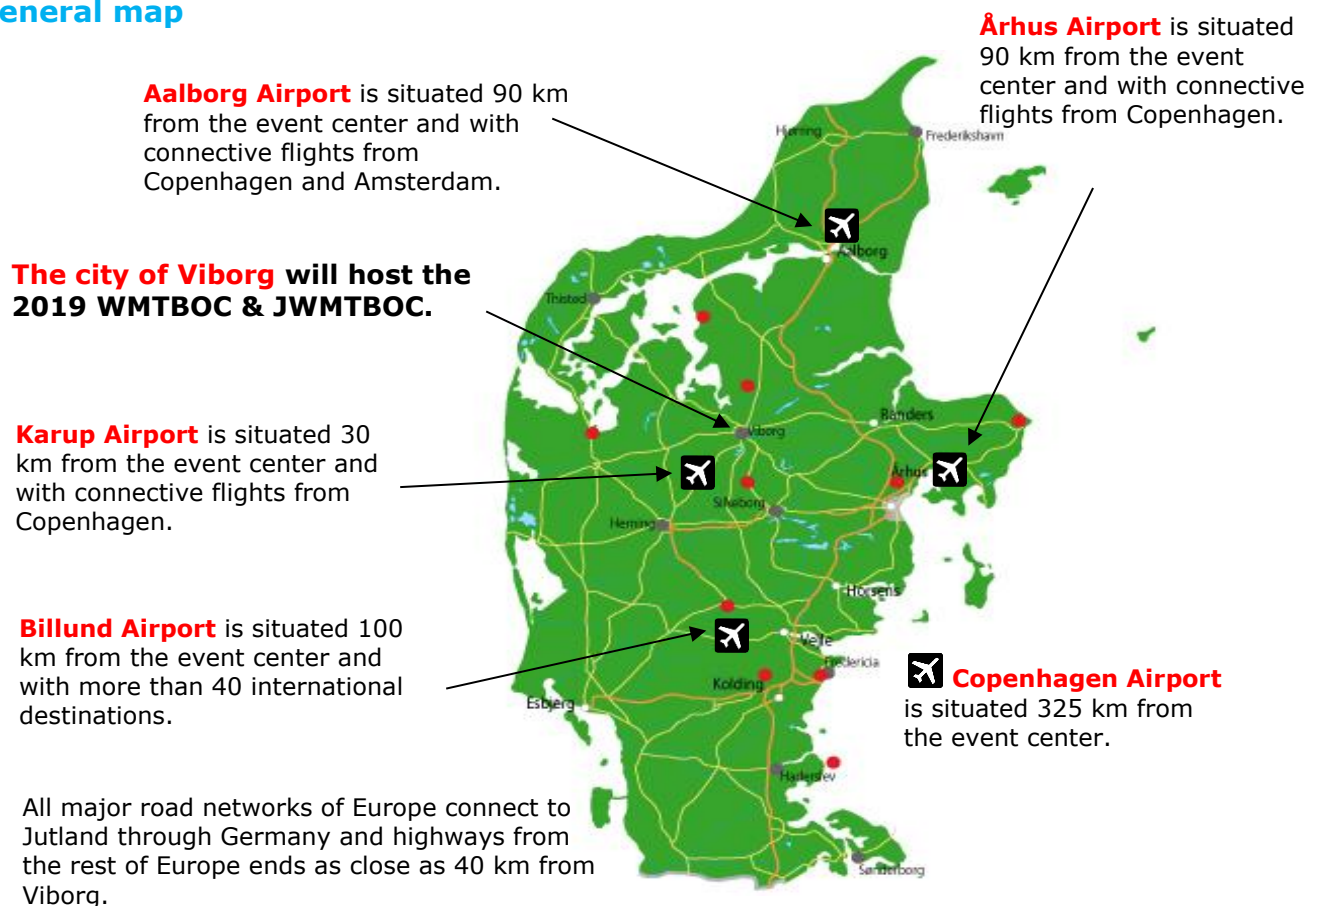 eneral map
Århus Airport is situated
90 km from the event
center and with connective
flights from Copenhagen.
Aalborg Airport is situated 90 km
from the event center and with
connective flights from
Copenhagen and Amsterdam.
Hjørring
Frederikshavn
Aalborg
The city of Viborg will host the
2019 WMTBOC & JWMTBOC.
Thisted
Randers
Viborg
Karup Airport is situated 30
km from the event center and
with connective flights from
Copenhagen.
Århus
Silkeborg
Herning
Horsens
Billund Airport is situated 100
km from the event center and
with more than 40 international
destinations.
Vejle
Fredericia
Kolding
Esbjerg
Copenhagen Airport
is situated 325 km from
the event center.
Haderslev
All major road networks of Europe connect to
Jutland through Germany and highways from
the rest of Europe ends as close as 40 km from
Viborg.
Sønderborg